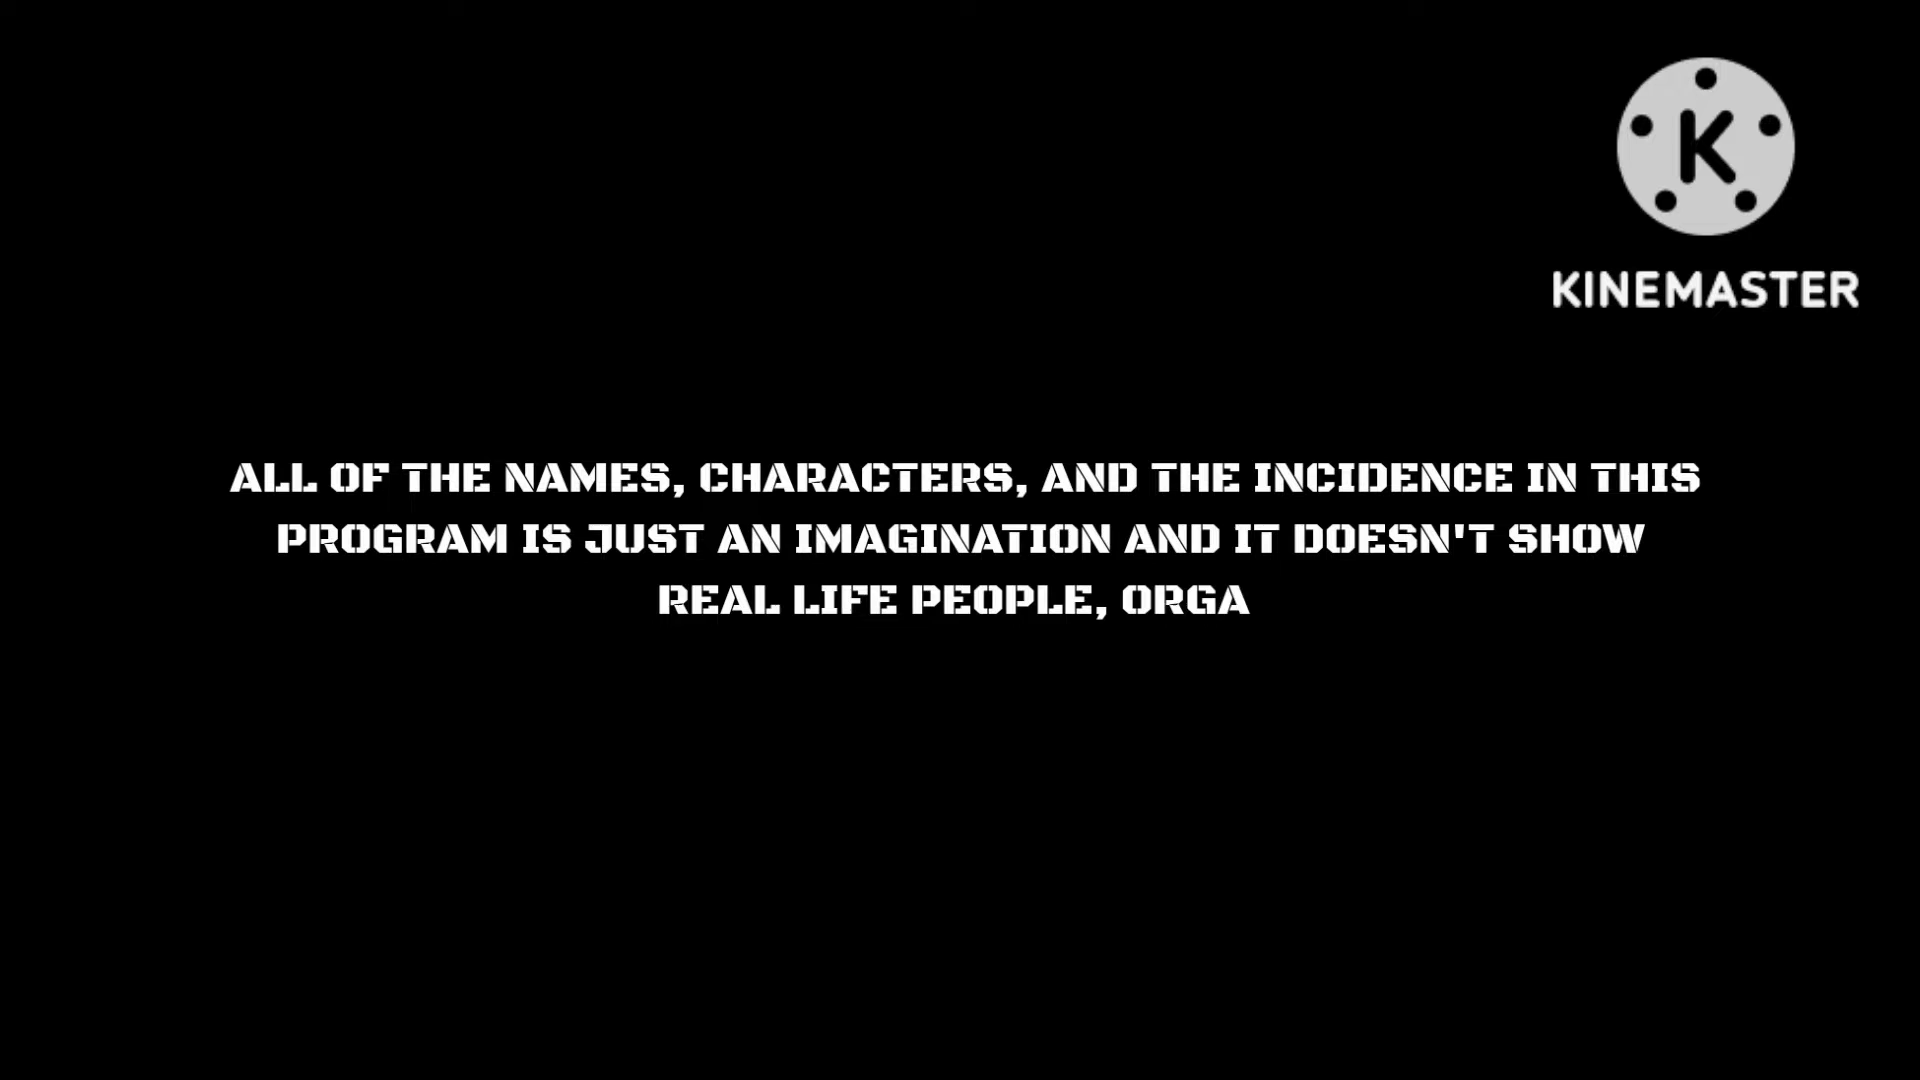 K
KINEMASTER
ALL OF THE NAMES, CHARACTERS, AND THE INCIDENCE IN THIS
PROGRAM IS JUST AN IMAGINATION AND IT DOESN'T SHOW
REAL LIFE PEOPLE, ORGA